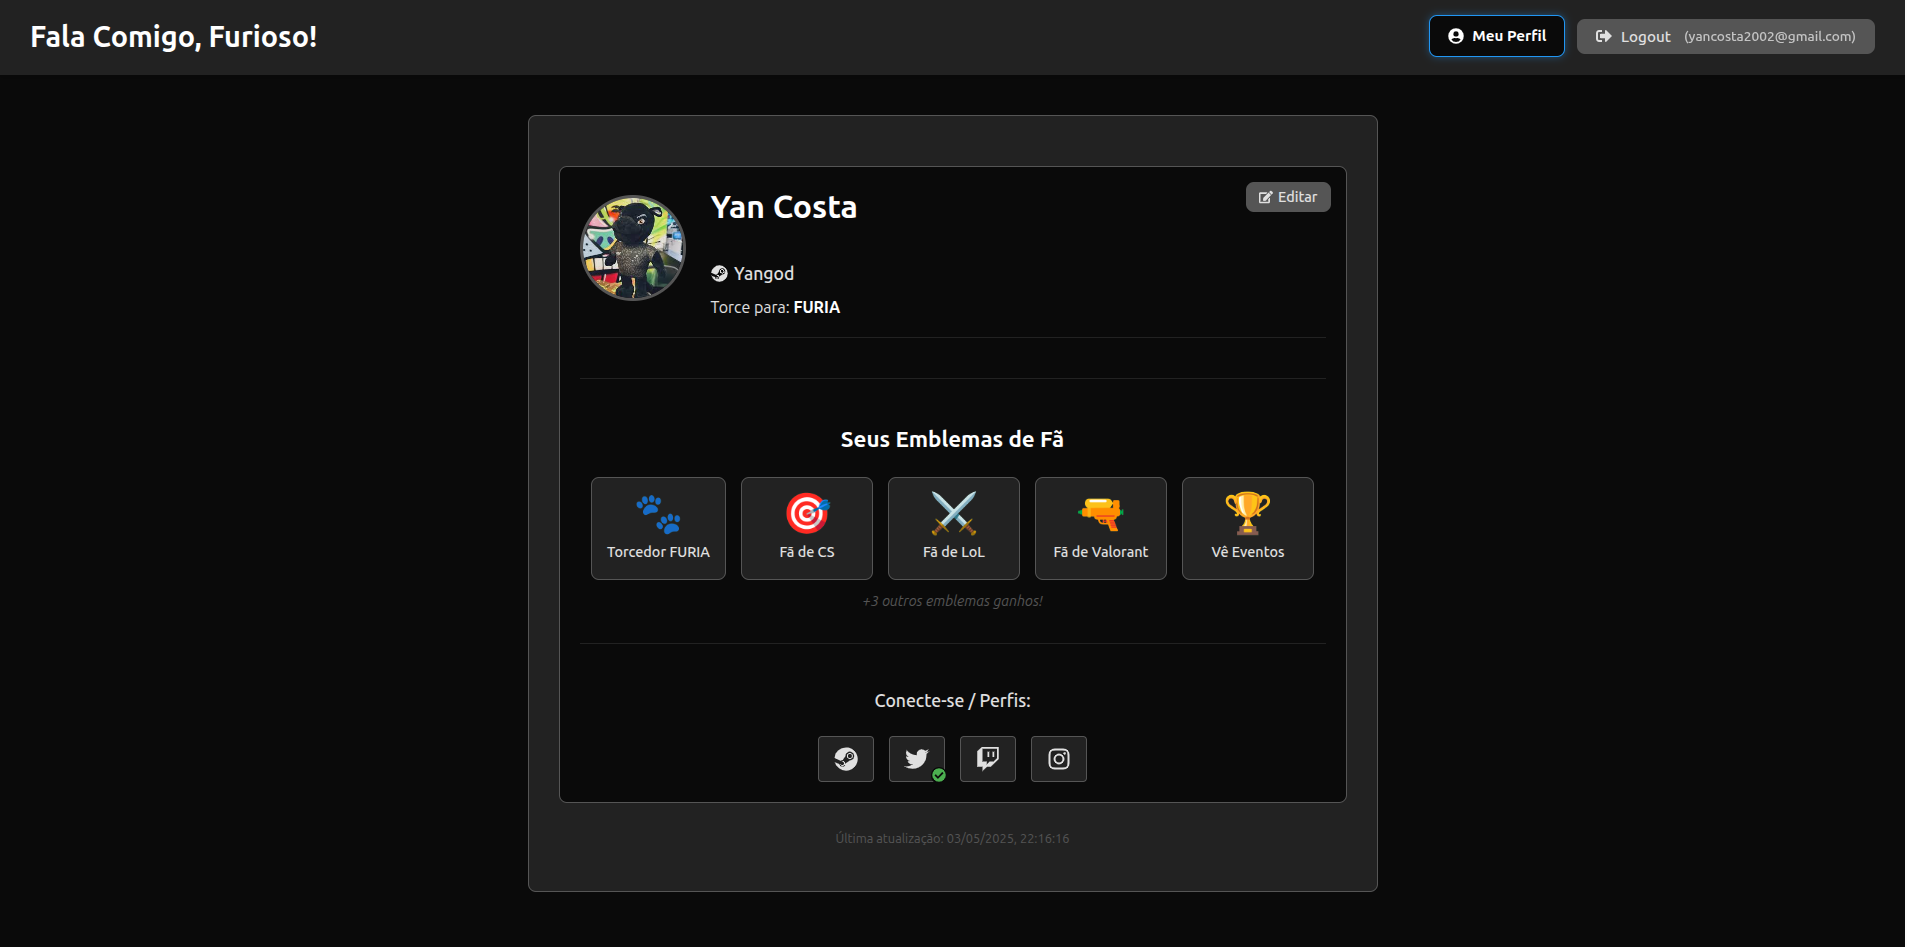 Fala Comigo, Furioso!
Meu Perfil
Logout (yancosta2002@gmail.com)
Yan Costa
Editar
Yangod
Torce para: FURIA
Seus Emblemas de Fã
Torcedor FURIA
Fã de CS
Fã de LoL
Fã de Valorant
Vê Eventos
+3 outros emblemas ganhos!
Conecte-se / Perfis:
Última atualização: 03/05/2025, 22:16:16